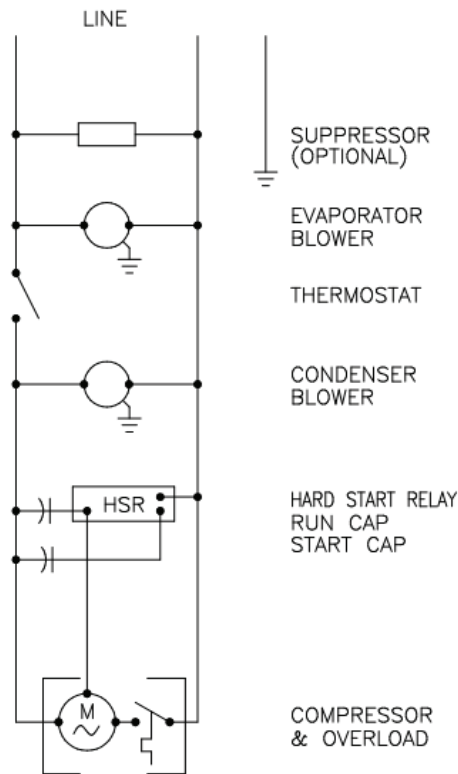 LINE
SUPPRESSOR
(OPTIONAL)
EVAPORATOR
BLOWER
THERMOSTAT
CONDENSER
BLOWER
HSR
HARD START RELAY
RUN CAP
START CAP
M
COMPRESSOR
& OVERLOAD